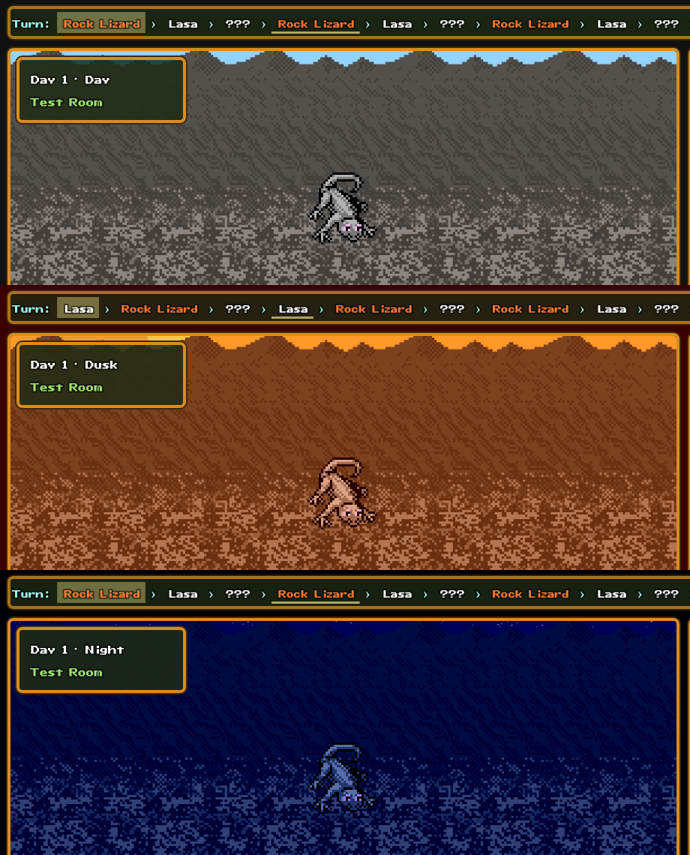 Turn: Rock Lizard › Lasa › ??? › Rock Lizard › Lasa › ??? › Rock Lizard › Lasa › ???
Day 1 · Day
Test Room
Turn: Lasa › Rock Lizard › ??? › Lasa › Rock Lizard › ??? › Rock Lizard › Lasa › ???
Day 1 · Dusk
Test Room
Turn: Rock Lizard › Lasa › ??? › Rock Lizard › Lasa › ??? › Rock Lizard › Lasa › ???
Day 1 · Night
Test Room